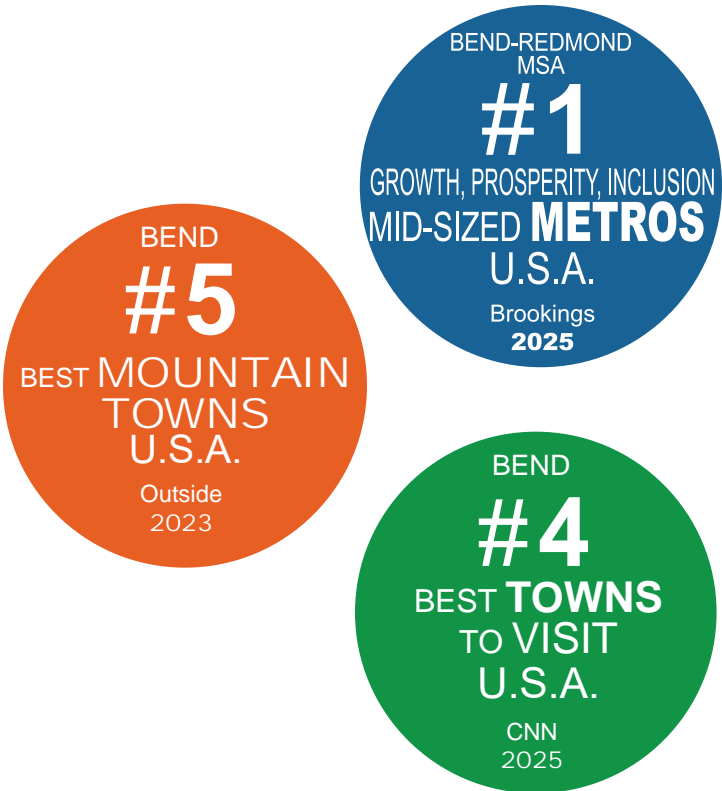 BEND-REDMOND
MSA
#1
GROWTH, PROSPERITY, INCLUSION
MID-SIZED METROS
U.S.A.
Brookings
2025
BEND
#5
BEST MOUNTAIN
TOWNS
U.S.A.
Outside
2023
BEND
#4
BEST TOWNS
TO VISIT
U.S.A.
CNN
2025